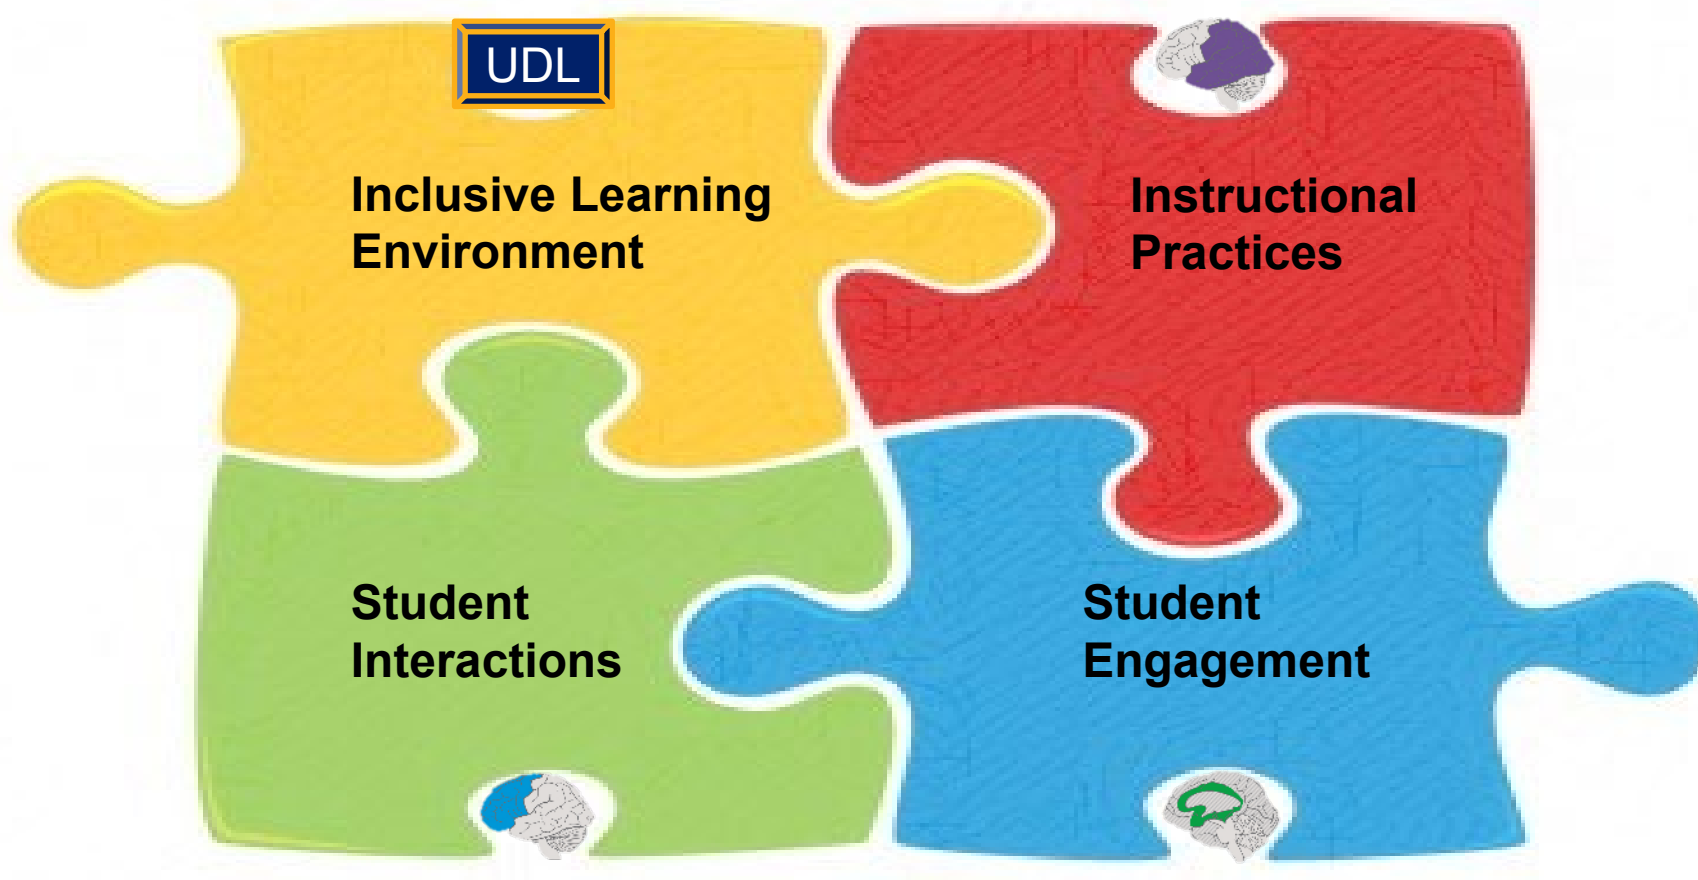 UDL
Inclusive Learning
Environment
Instructional
Practices
Student
Interactions
Student
Engagement